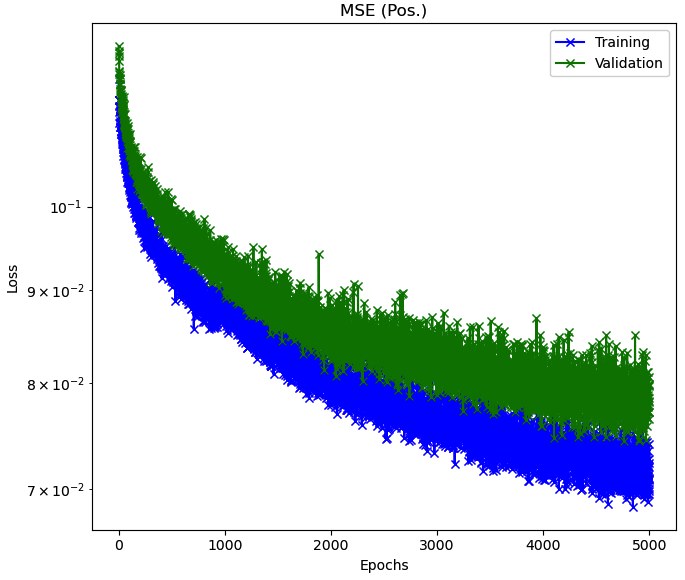 MSE (Pos.)
Training
Validation
Loss
10⁻¹
9 × 10⁻²
8 × 10⁻²
7 × 10⁻²
0 1000 2000 3000 4000 5000
Epochs